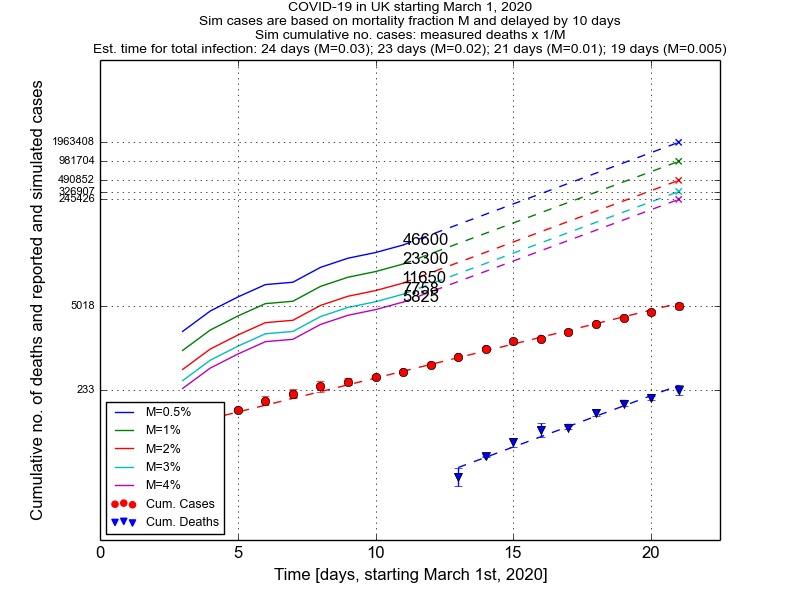 COVID-19 in UK starting March 1, 2020
Sim cases are based on mortality fraction M and delayed by 10 days
Sim cumulative no. cases: measured deaths x 1/M
Est. time for total infection: 24 days (M=0.03); 23 days (M=0.02); 21 days (M=0.01); 19 days (M=0.005)
Cumulative no. of deaths and reported and simulated cases
1963408
981704
490852
326907
245426
5018
233
46600
23300
11650
7758
5825
M=0.5%
M=1%
M=2%
M=3%
M=4%
Cum. Cases
Cum. Deaths
0 5 10 15 20
Time [days, starting March 1st, 2020]